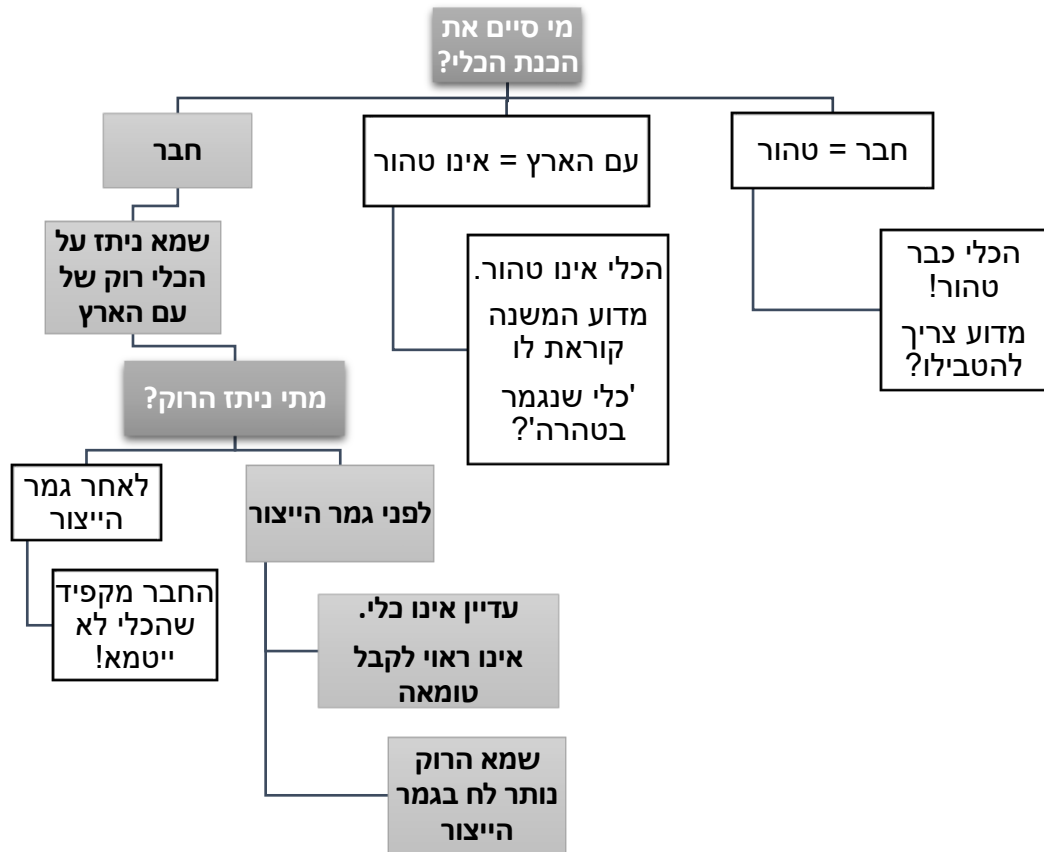 מי סיים את
הכנת הכלי?
חבר = טהור
הכלי כבר
טהור!
מדוע צריך
להטבילו?
עם הארץ = אינו טהור
הכלי אינו טהור.
מדוע המשנה
קוראת לו
'כלי שנגמר
בטהרה'?
חבר
שמא ניתז על
הכלי רוק של
עם הארץ
מתי ניתז הרוק?
לפני גמר הייצור
עדיין אינו כלי.
אינו ראוי לקבל
טומאה
שמא הרוק
נותר לח בגמר
הייצור
לאחר גמר
הייצור
החבר מקפיד
שהכלי לא
ייטמא!